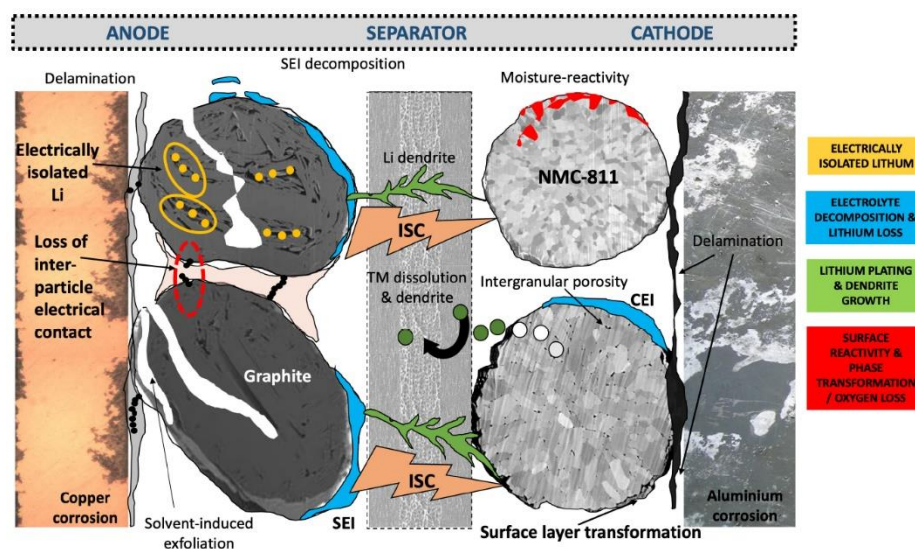 ANODE
SEPARATOR
CATHODE
Delamination
SEI decomposition
Moisture-reactivity
Electrically
isolated
Li
Li dendrite
NMC-811
ISC
Loss of
inter-
particle
electrical
contact
TM dissolution
& dendrite
Intergranular porosity
CEI
Delamination
Graphite
ISC
SEI
Copper
corrosion
Solvent-induced
exfoliation
Surface layer transformation
Aluminium
corrosion
ELECTRICALLY
ISOLATED LITHUM
ELECTROLYTE
DECOMPOSITION &
LITHIUM LOSS
LITHIUM PLATING
& DENDRITE
GROWTH
SURFACE
REACTIVITY &
PHASE
TRANSFORMATION
/ OXYGEN LOSS